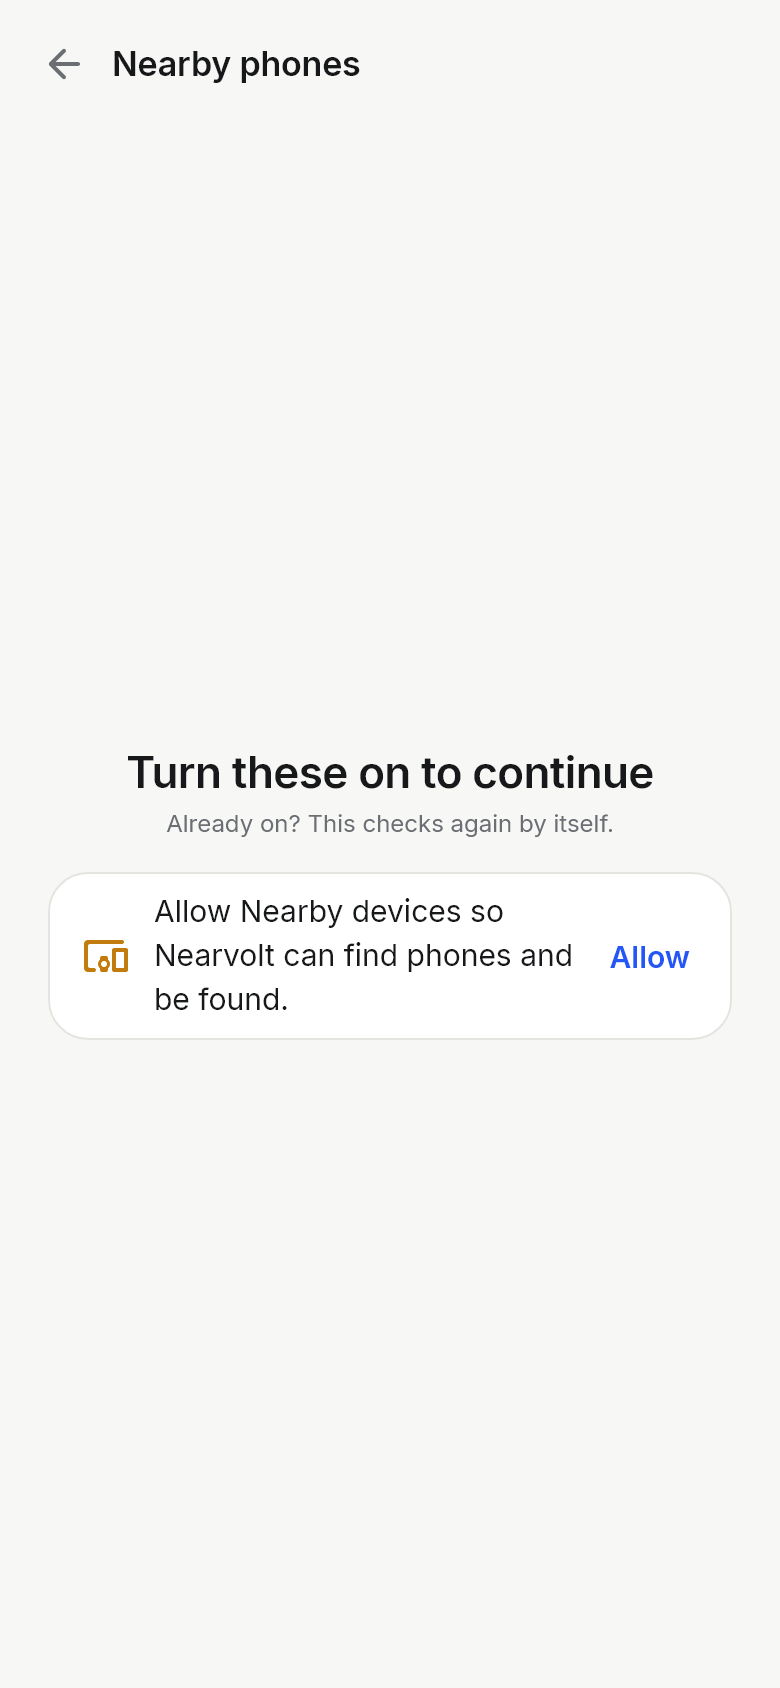 Nearby phones
Turn these on to continue
Already on? This checks again by itself.
Allow Nearby devices so
Nearvolt can find phones and
be found.
Allow